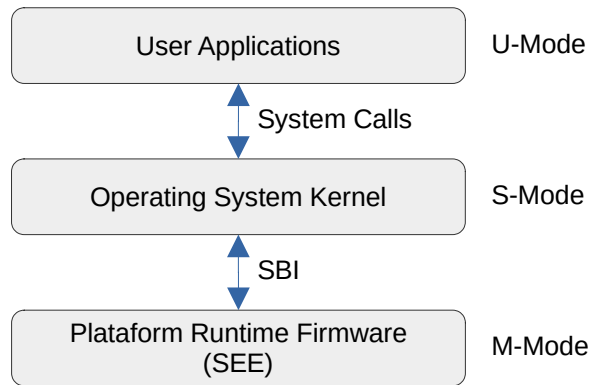 User Applications
U-Mode
System Calls
Operating System Kernel
S-Mode
SBI
Plataform Runtime Firmware
(SEE)
M-Mode